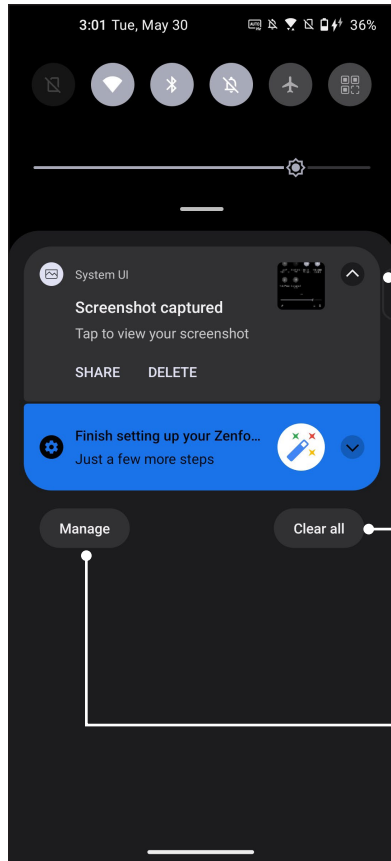 3:01 Tue, May 30 36%
System UI
Screenshot captured
Tap to view your screenshot
SHARE DELETE
Finish setting up your Zenfo...
Just a few more steps
Manage Clear all